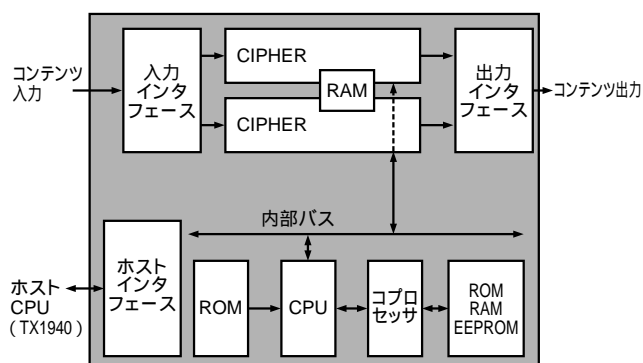 コンテンツ
入力
入力
インタ
フェース
CIPHER
RAM
CIPHER
出力
インタ
フェース
コンテンツ出力
内部バス
ホスト
CPU
(TX1940)
ホスト
インタ
フェース
ROM
CPU
コプロ
セッサ
ROM
RAM
EEPROM